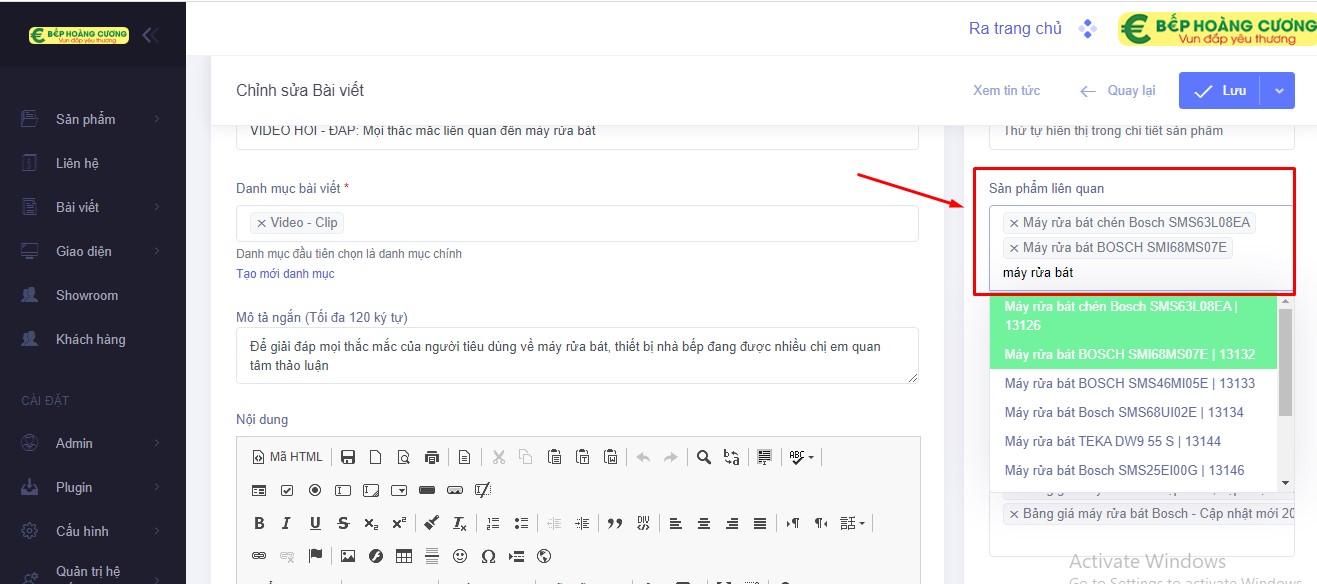 BẾP HOÀNG CƯƠNG
Vun đắp yêu thương
Sản phẩm
Liên hệ
Bài viết
Giao diện
Showroom
Khách hàng
CÀI ĐẶT
Admin
Plugin
Cấu hình
Quản trị hệ
Ra trang chủ
BẾP HOÀNG CƯƠNG
Vun đắp yêu thương
Chỉnh sửa Bài viết
Xem tin tức
Quay lại
Lưu
VIDEO HỎI - ĐÁP: Mọi thắc mắc liên quan đến máy rửa bát
Danh mục bài viết *
× Video - Clip
Danh mục đầu tiên chọn là danh mục chính
Tạo mới danh mục
Mô tả ngắn (Tối đa 120 ký tự)
Để giải đáp mọi thắc mắc của người tiêu dùng về máy rửa bát, thiết bị nhà bếp đang được nhiều chị em quan
tâm thảo luận
Nội dung
Mã HTML
Thứ tự hiển thị trong chi tiết sản phẩm
Sản phẩm liên quan
× Máy rửa bát chén Bosch SMS63L08EA
× Máy rửa bát BOSCH SMI68MS07E
máy rửa bát
Máy rửa bát chén Bosch SMS63L08EA |
13126
Máy rửa bát BOSCH SMI68MS07E | 13132
Máy rửa bát BOSCH SMS46MI05E | 13133
Máy rửa bát Bosch SMS68UI02E | 13134
Máy rửa bát TEKA DW9 55 S | 13144
Máy rửa bát Bosch SMS25EI00G | 13146
× Bảng giá máy rửa bát Bosch - Cập nhật mới 20
Activate Windows
Go to Settings to activate Windows